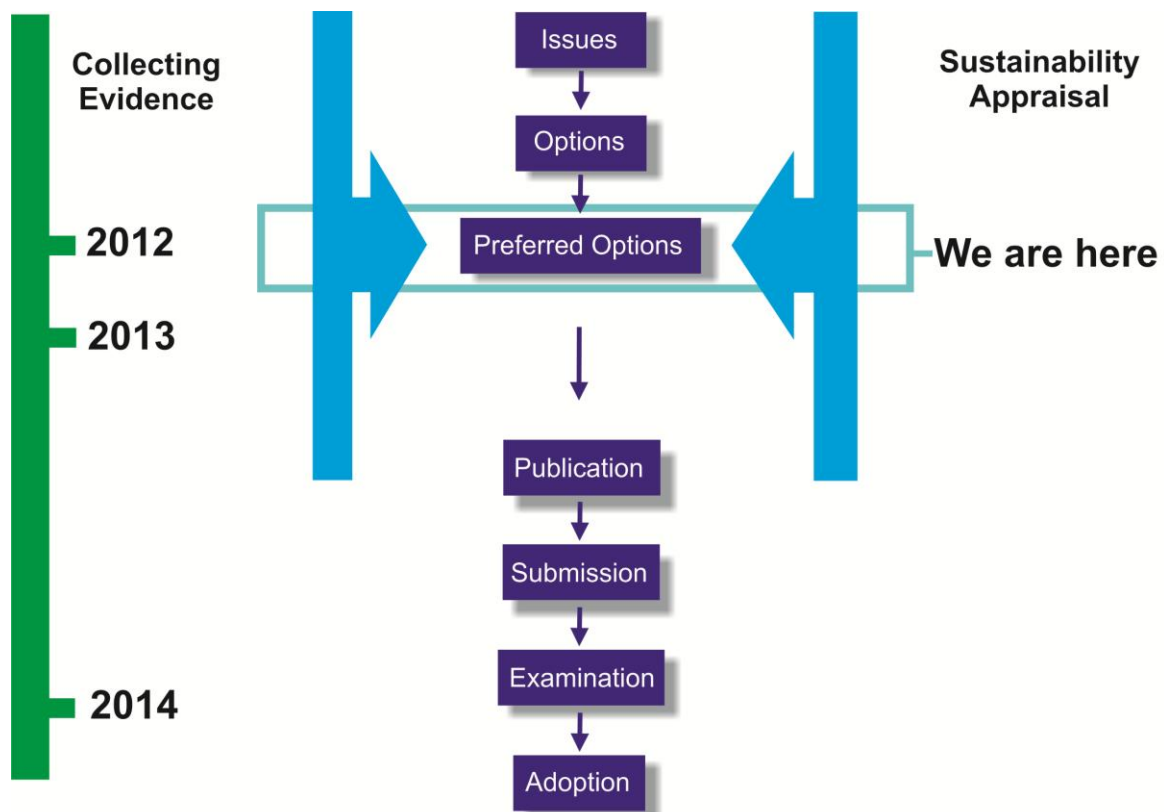 Issues
Collecting
Evidence
Sustainability
Appraisal
Options
2012
Preferred Options
We are here
2013
Publication
Submission
Examination
2014
Adoption